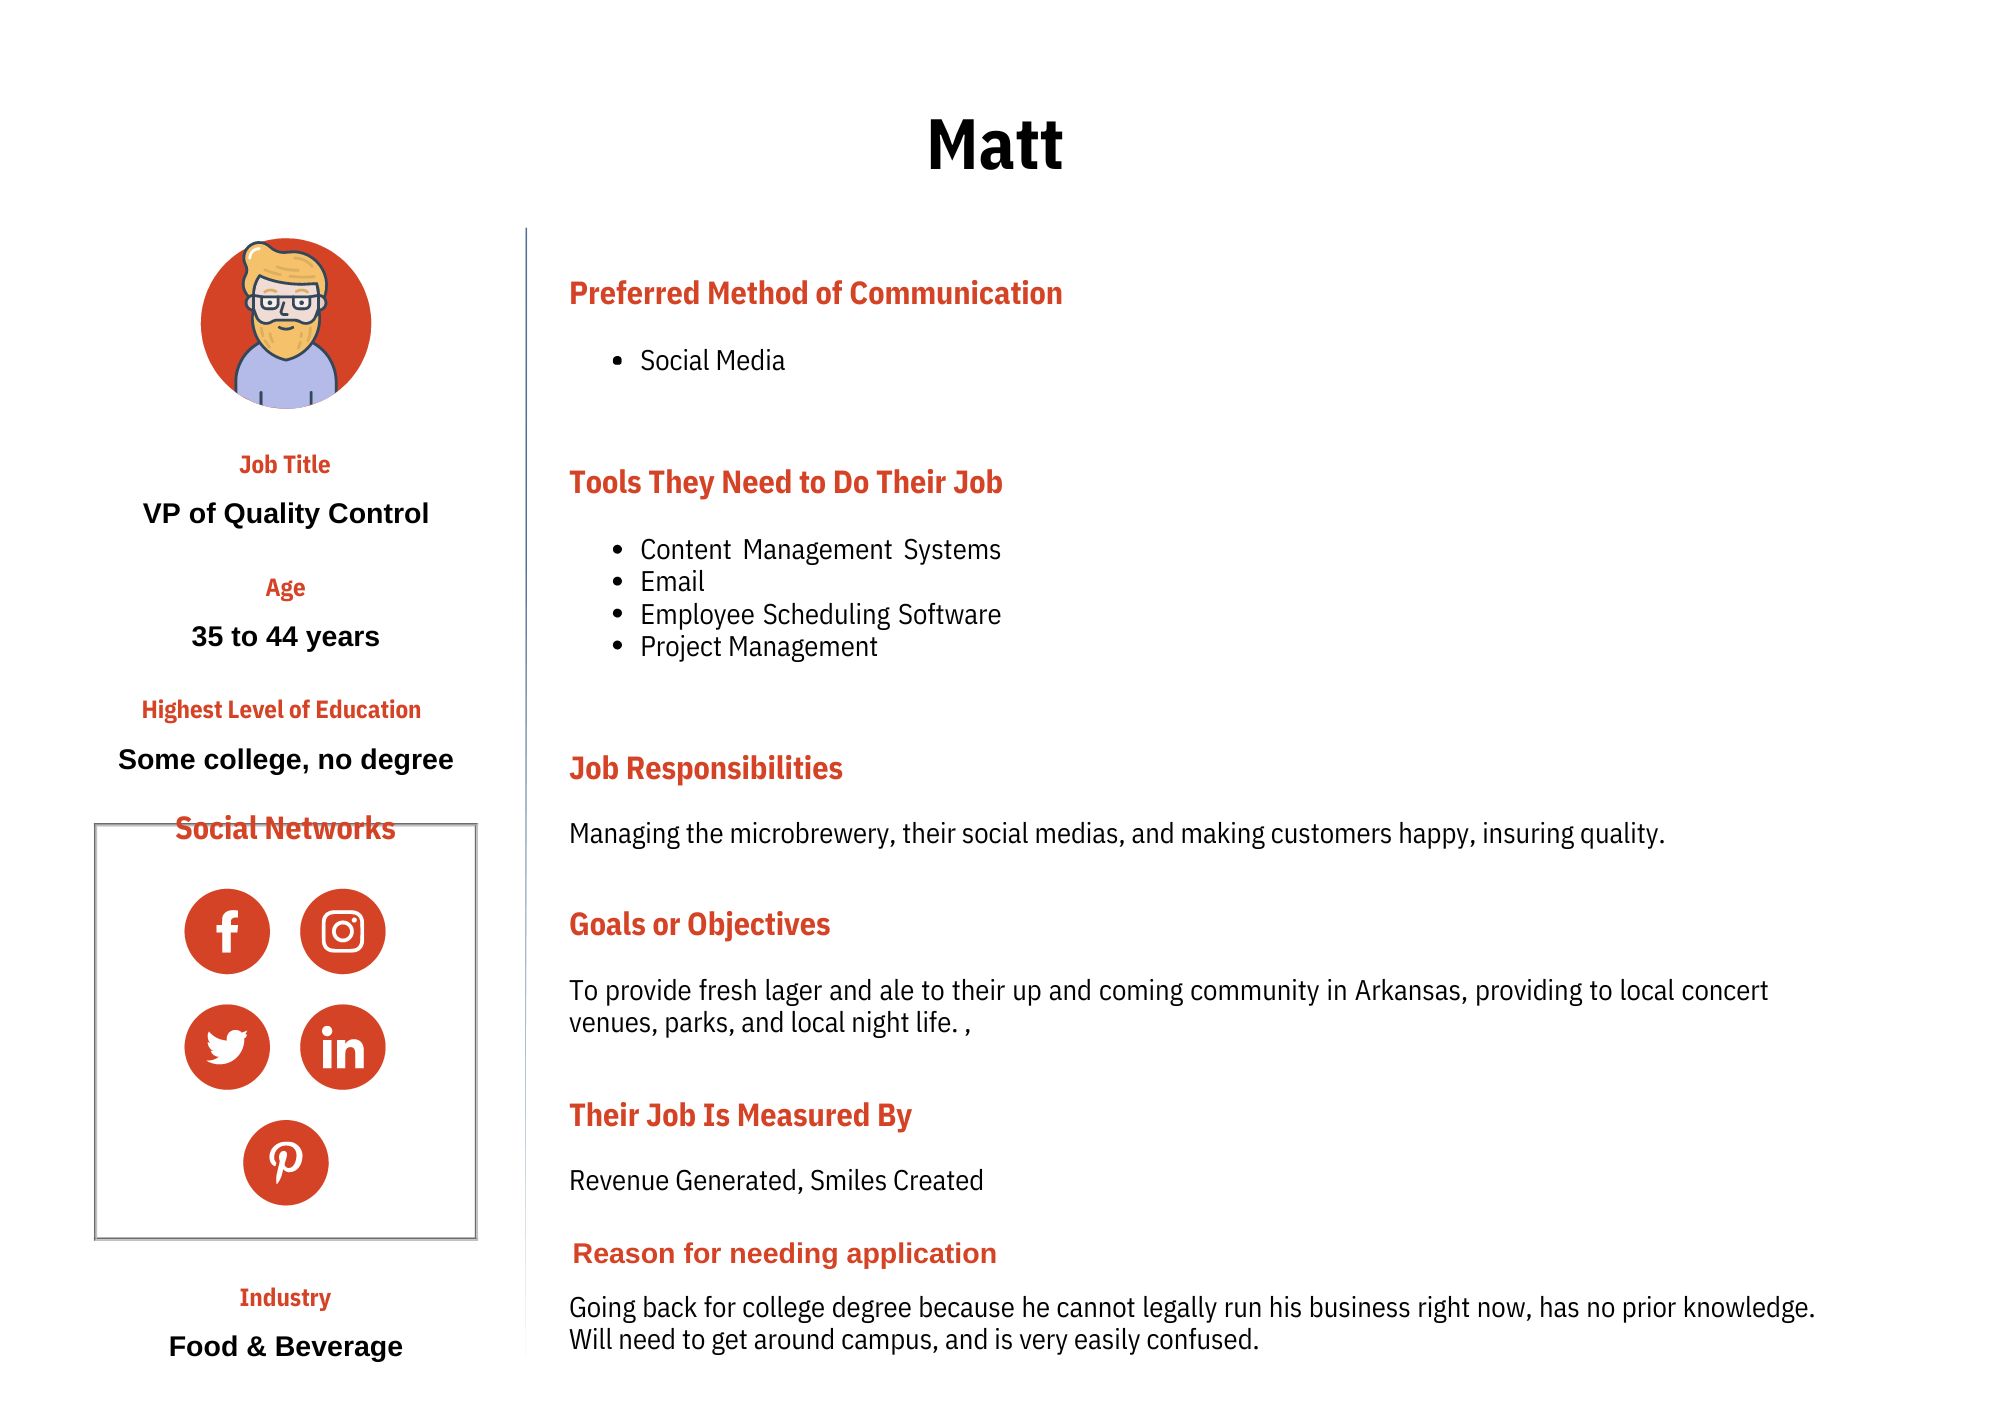 Matt
Job Title
VP of Quality Control
Age
35 to 44 years
Highest Level of Education
Some college, no degree
Social Networks
Industry
Food & Beverage
Preferred Method of Communication
Social Media
Tools They Need to Do Their Job
Content Management Systems
Email
Employee Scheduling Software
Project Management
Job Responsibilities
Managing the microbrewery, their social medias, and making customers happy, insuring quality.
Goals or Objectives
To provide fresh lager and ale to their up and coming community in Arkansas, providing to local concert
venues, parks, and local night life. ,
Their Job Is Measured By
Revenue Generated, Smiles Created
Reason for needing application
Going back for college degree because he cannot legally run his business right now, has no prior knowledge.
Will need to get around campus, and is very easily confused.